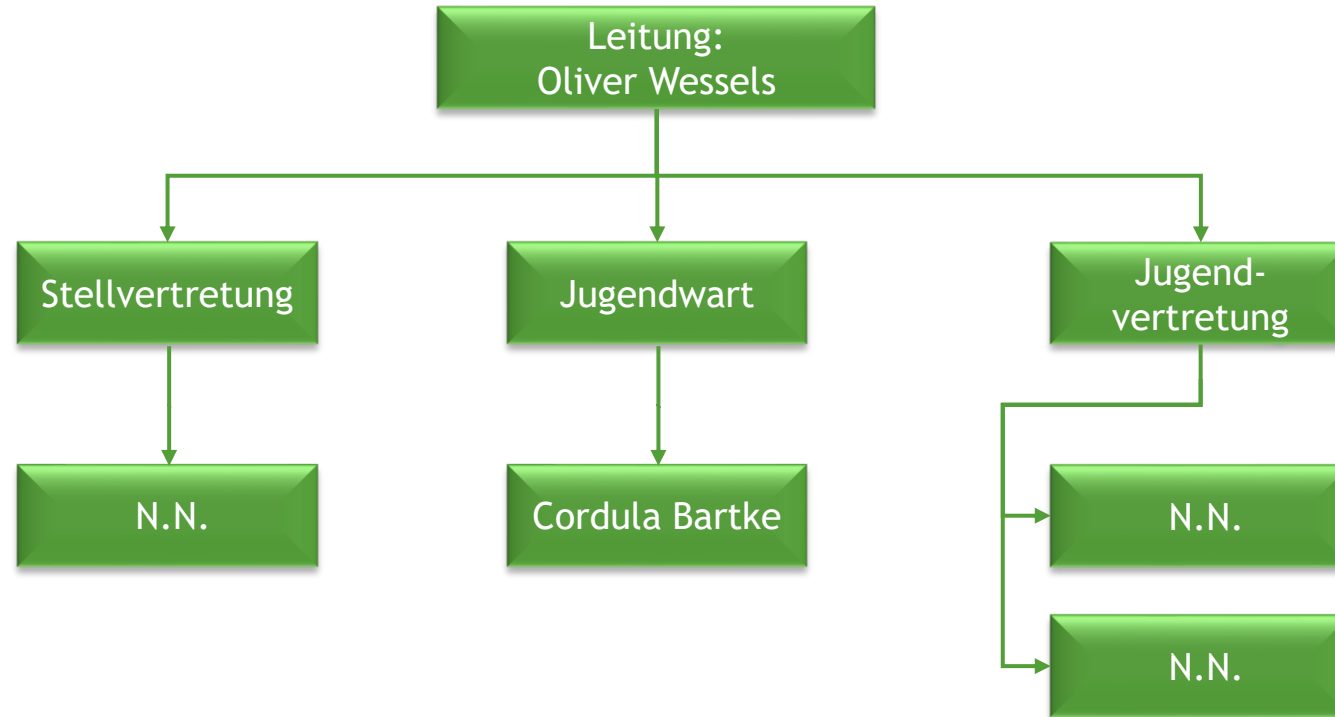 Leitung:
Oliver Wessels
Stellvertretung
Jugendwart
Jugend-
vertretung
N.N.
Cordula Bartke
N.N.
N.N.